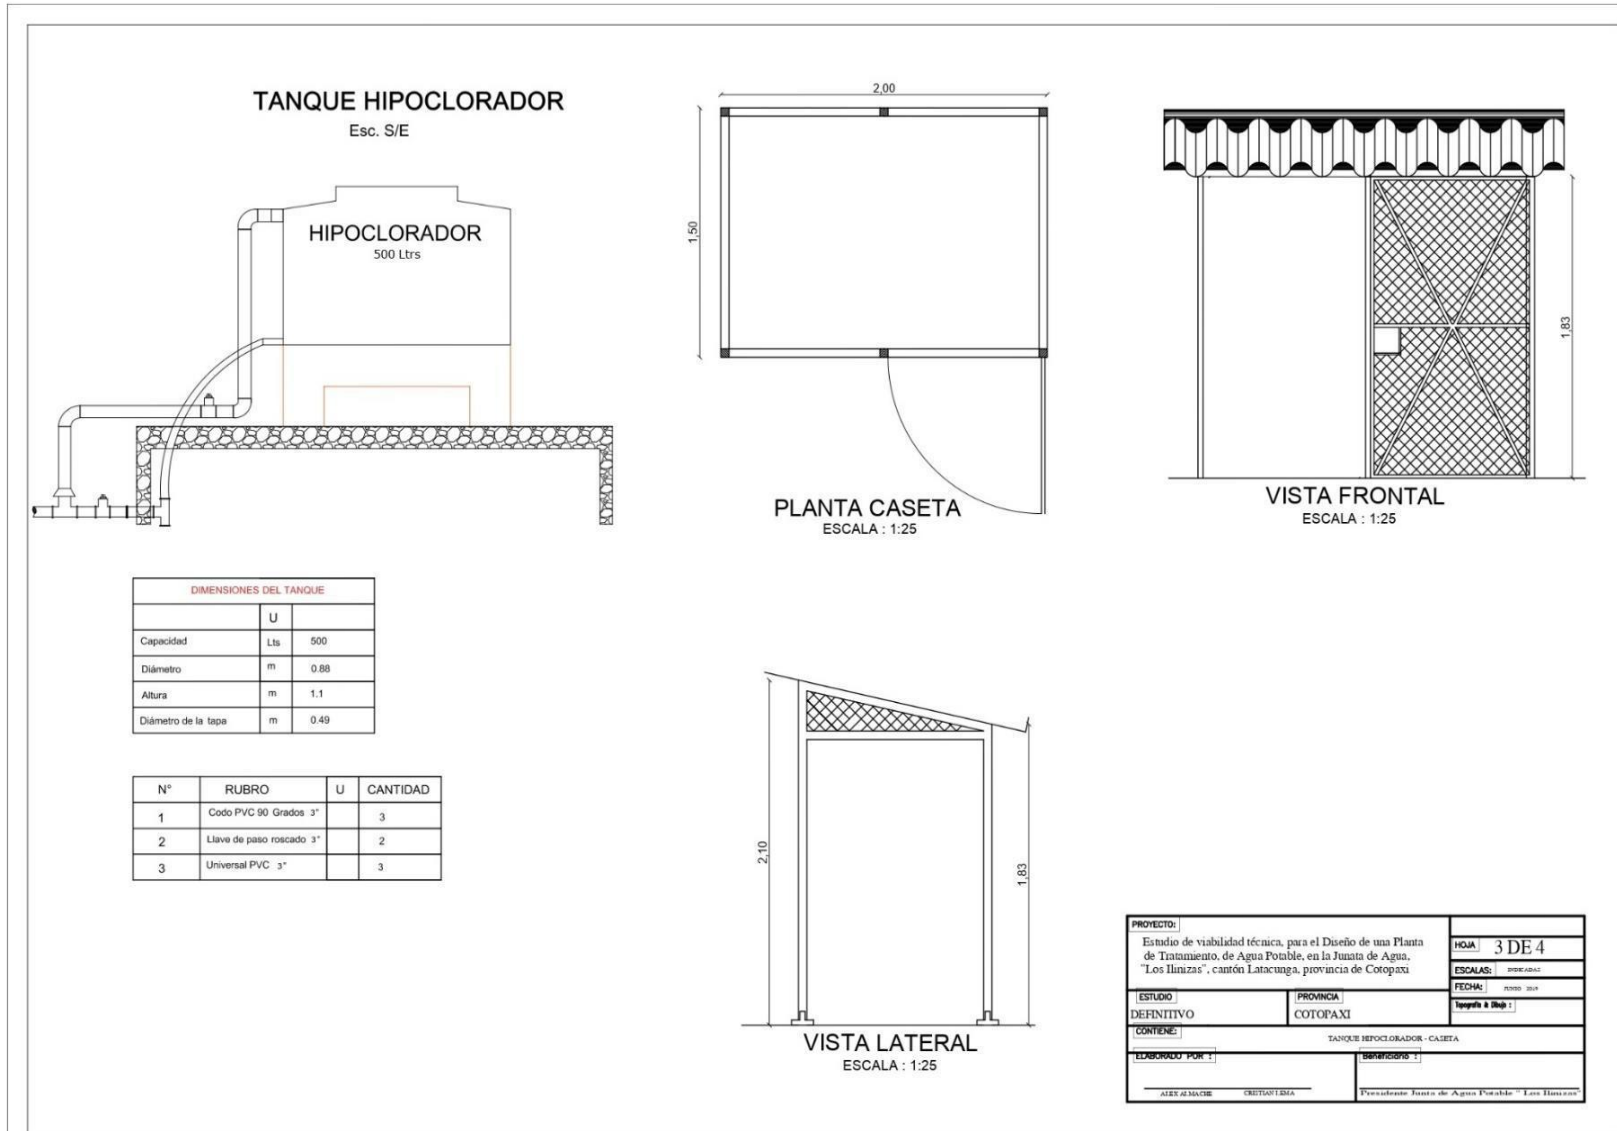 TANQUE HIPOCLORADOR
Esc. S/E
HIPOCLORADOR
500 Ltrs
2,00
1,50
PLANTA CASETA
ESCALA : 1:25
1,83
VISTA FRONTAL
ESCALA : 1:25
DIMENSIONES DEL TANQUE
U
Capacidad Lts 500
Diámetro m 0.88
Altura m 1.1
Diámetro de la tapa m 0.49
N° RUBRO U CANTIDAD
1 Codo PVC 90 Grados 3" 3
2 Llave de paso roscado 3" 2
3 Universal PVC 3" 3
2,10
1,83
VISTA LATERAL
ESCALA : 1:25
PROYECTO:
Estudio de viabilidad técnica, para el Diseño de una Planta
de Tratamiento, de Agua Potable, en la Junata de Agua,
"Los Ilinizas", cantón Latacunga, provincia de Cotopaxi
HOJA 3 DE 4
ESCALAS: INDICADAS
FECHA: JUNIO 2019
Topografía & Dibujo :
ESTUDIO
DEFINITIVO
PROVINCIA
COTOPAXI
CONTIENE:
TANQUE HIPOCLORADOR - CASETA
ELABORADO POR :
ALEX ALMACHE CRISTIAN LEMA
Beneficiario :
Presidente Junta de Agua Potable " Los Ilinizas"